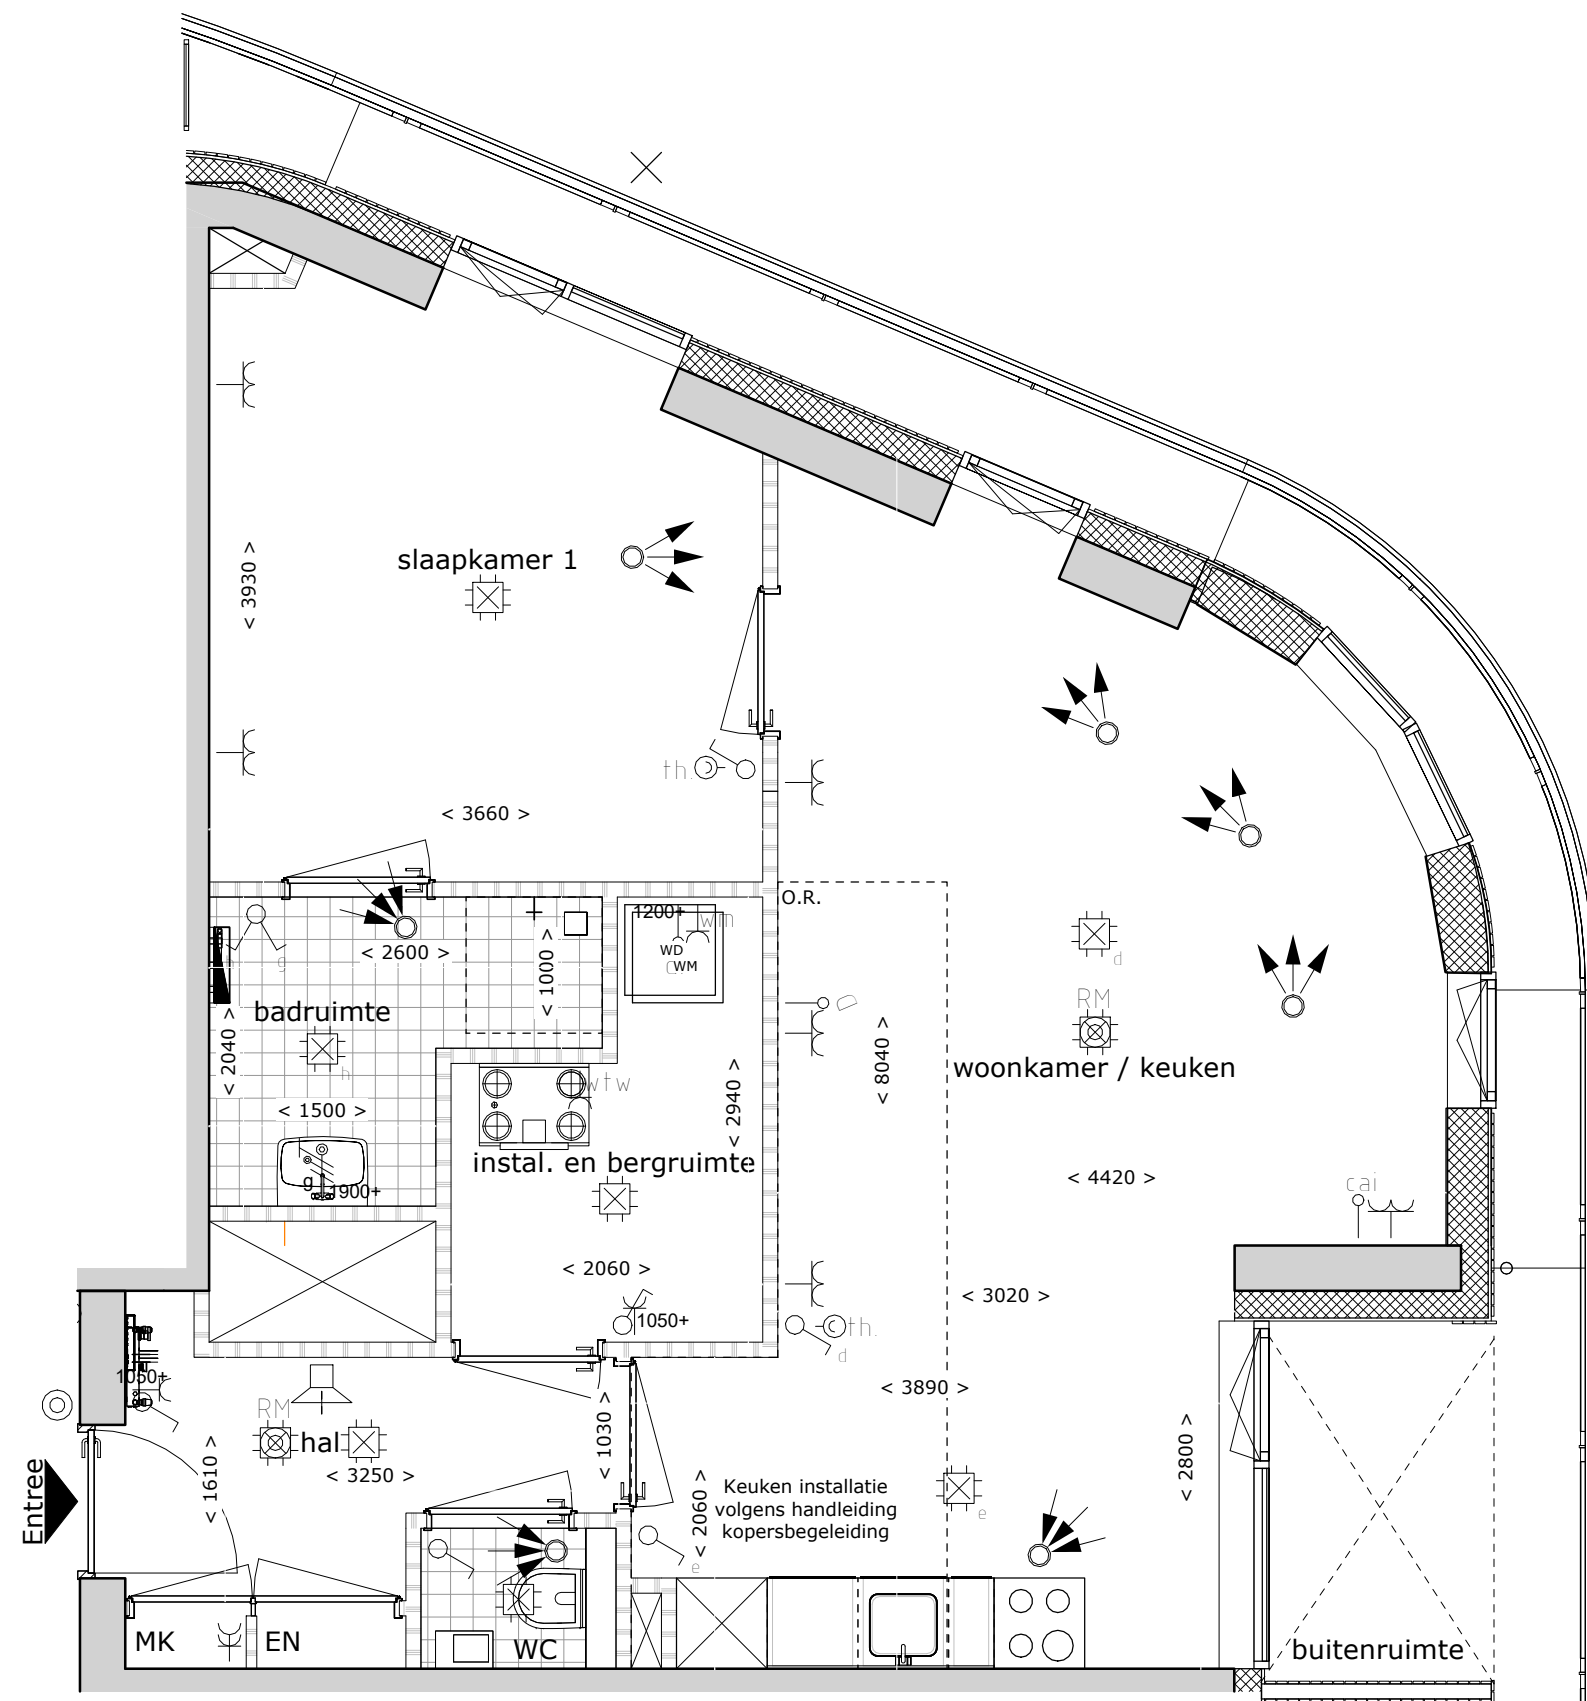 slaapkamer 1
< 3930 >
th.
< 3660 >
O.R.
1200+
wm
WD
WM
h
g
< 2600 >
< 1000 >
badruimte
< 2040 >
h
< 1500 >
g
1900+
wtw
< 2940 >
instal. en bergruimte
< 2060 >
1050+
d
RM
woonkamer / keuken
< 8040 >
< 4420 >
cai
< 3020 >
th.
d
< 3890 >
< 2800 >
1050+
RM
hal
< 3250 >
< 1610 >
< 1030 >
Entree
< 2060 >
Keuken installatie
volgens handleiding
kopersbegeleiding
e
e
MK
EN
WC
buitenruimte